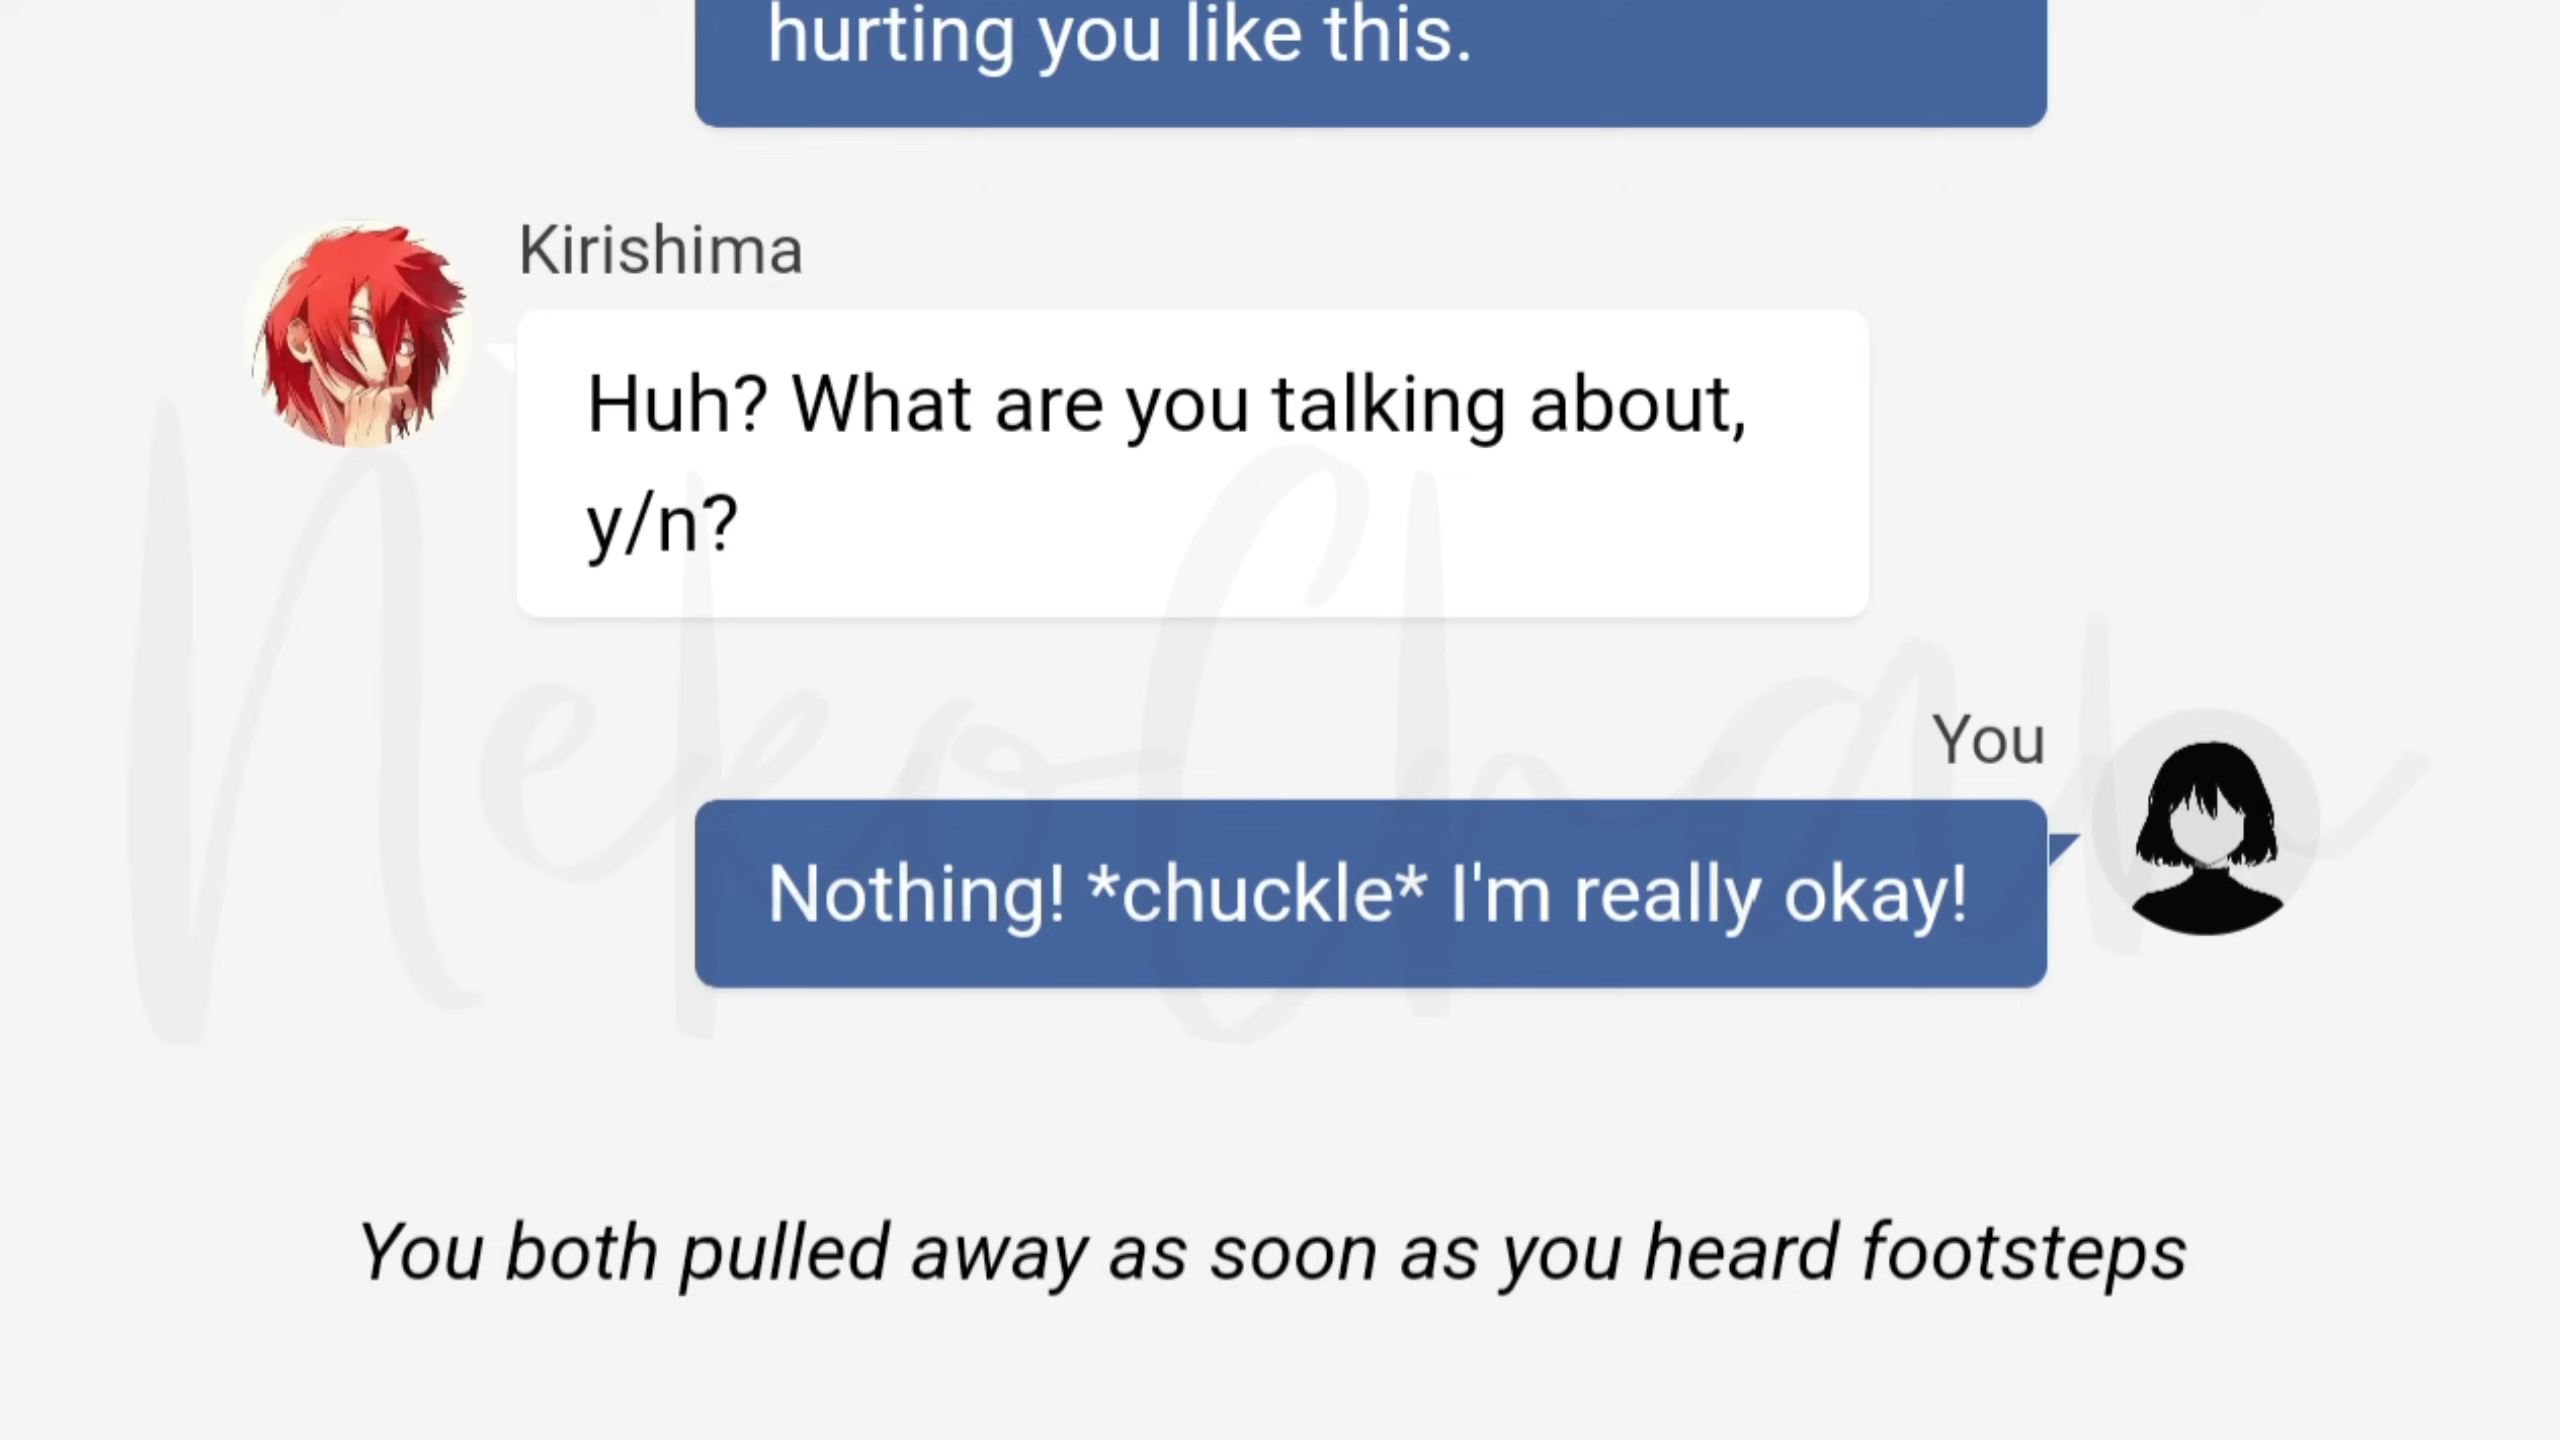 hurting you like this.
Kirishima
Huh? What are you talking about,
y/n?
You
Nothing! *chuckle* I'm really okay!
You both pulled away as soon as you heard footsteps
NekoChan